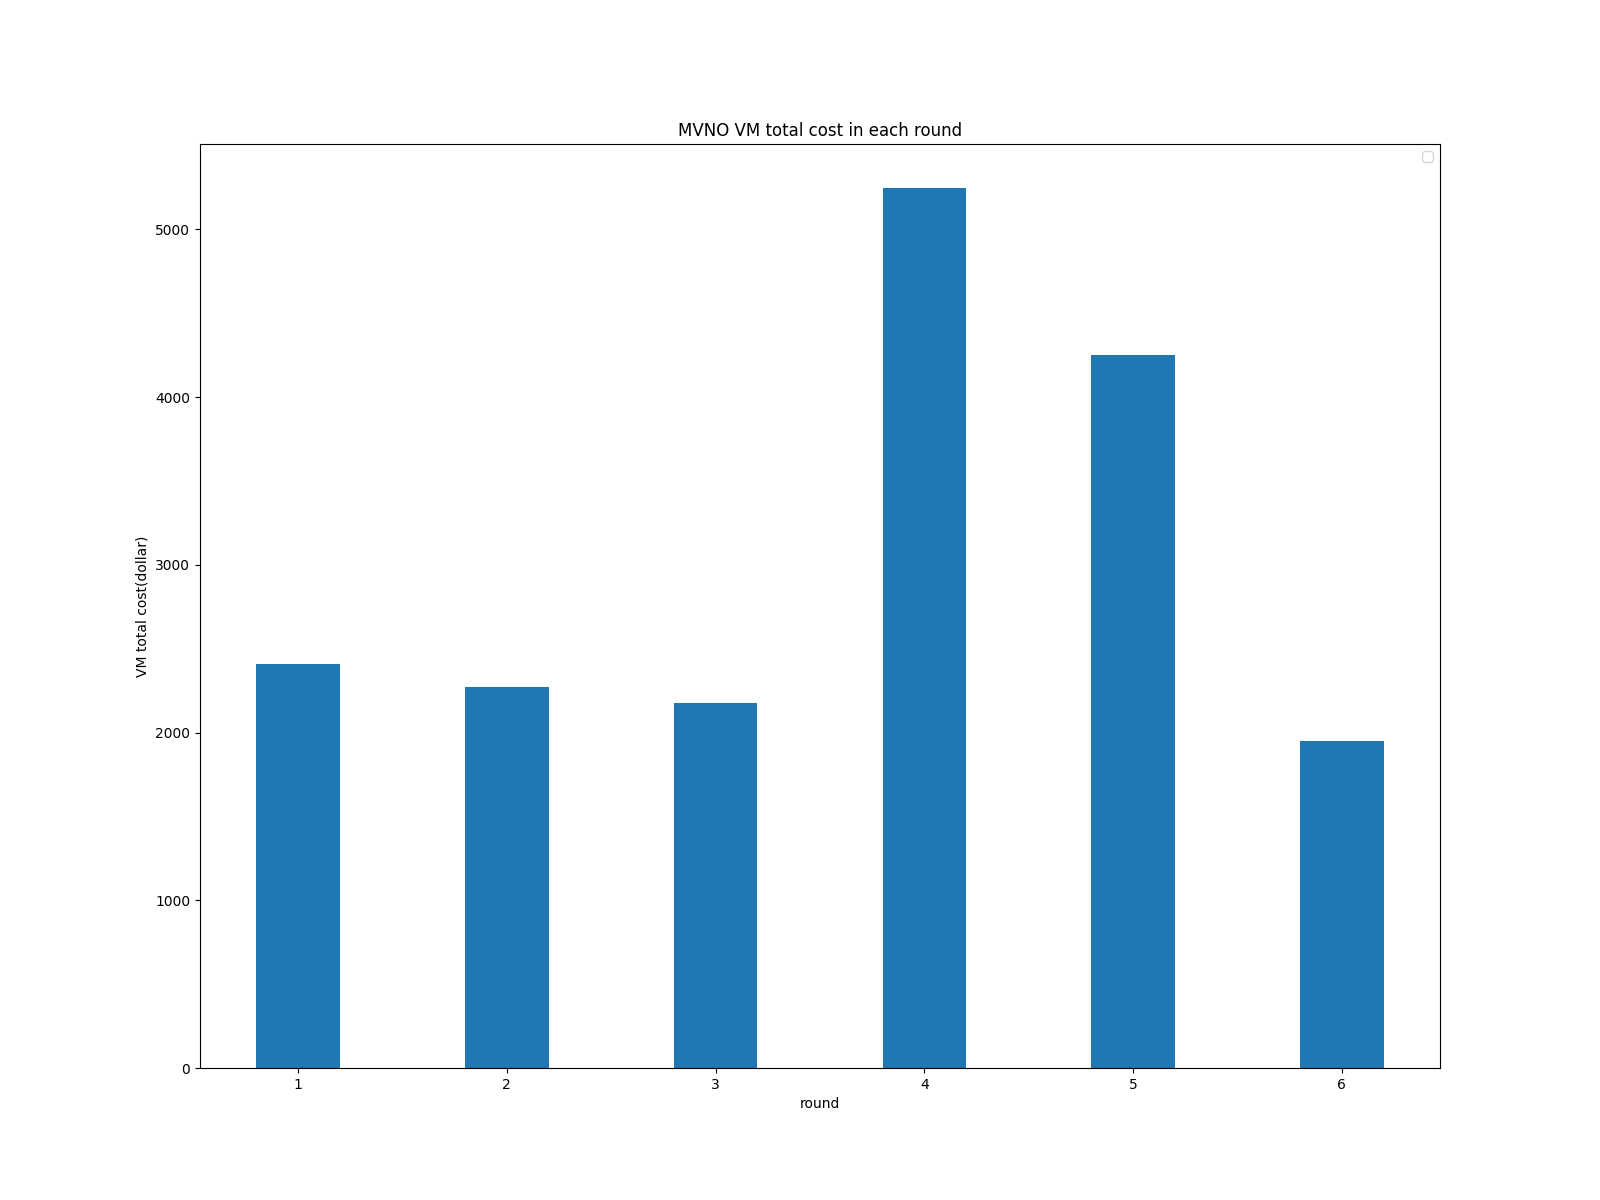 MVNO VM total cost in each round
VM total cost(dollar)
5000
4000
3000
2000
1000
0
1 2 3 4 5 6
round